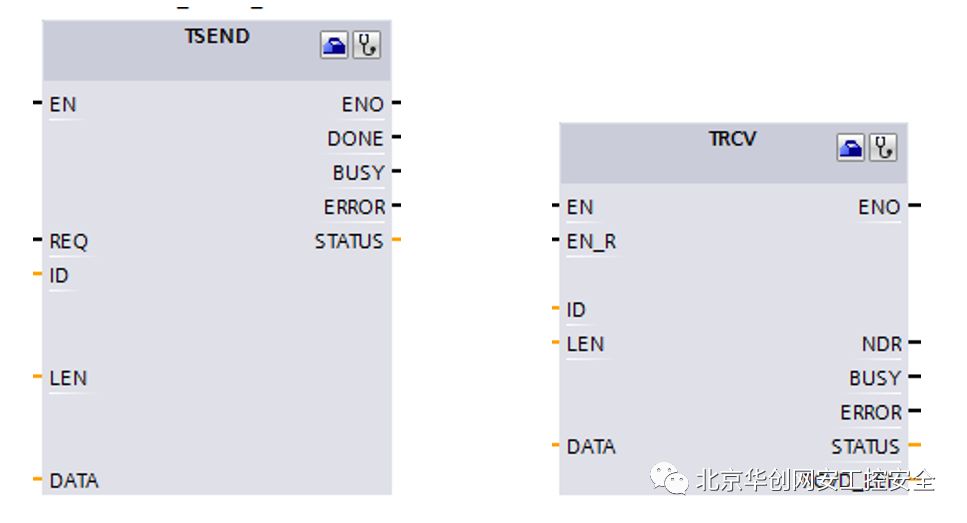 TSEND
EN
ENO
DONE
BUSY
ERROR
REQ
STATUS
ID
LEN
DATA
TRCV
EN
ENO
EN_R
ID
LEN
NDR
BUSY
ERROR
DATA
STATUS
北京华创网安工控安全